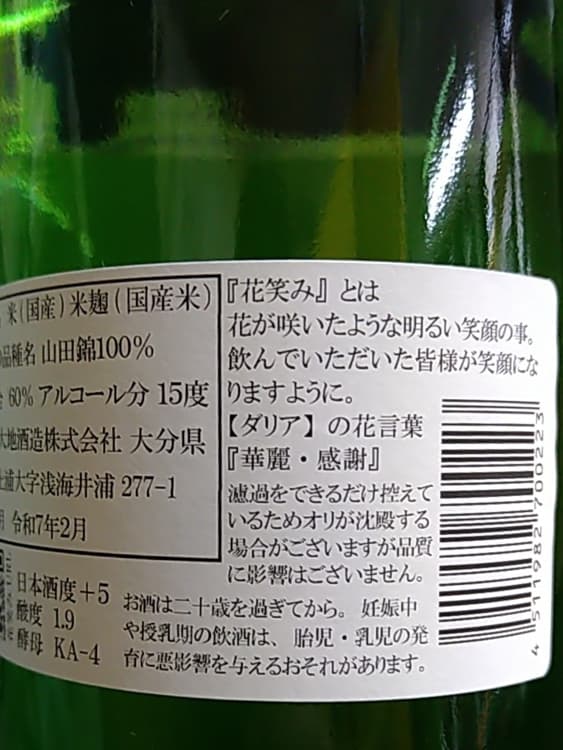 米(国産)米麹(国産米)
品種名 山田錦100%
60% アルコール分 15度
大地酒造株式会社 大分県
浦大字浅海井浦 277-1
月 令和7年2月
日本酒度+5
酸度 1.9
酵母 KA-4
『花笑み』とは
花が咲いたような明るい笑顔の事。
飲んでいただいた皆様が笑顔にな
りますように。
【ダリア】の花言葉
『華麗・感謝』
濾過をできるだけ控えて
いるためオリが沈殿する
場合がございますが品質
に影響はございません。
お酒は二十歳を過ぎてから。妊娠中
や授乳期の飲酒は、胎児・乳児の発
育に悪影響を与えるおそれがあります。
4511982700223